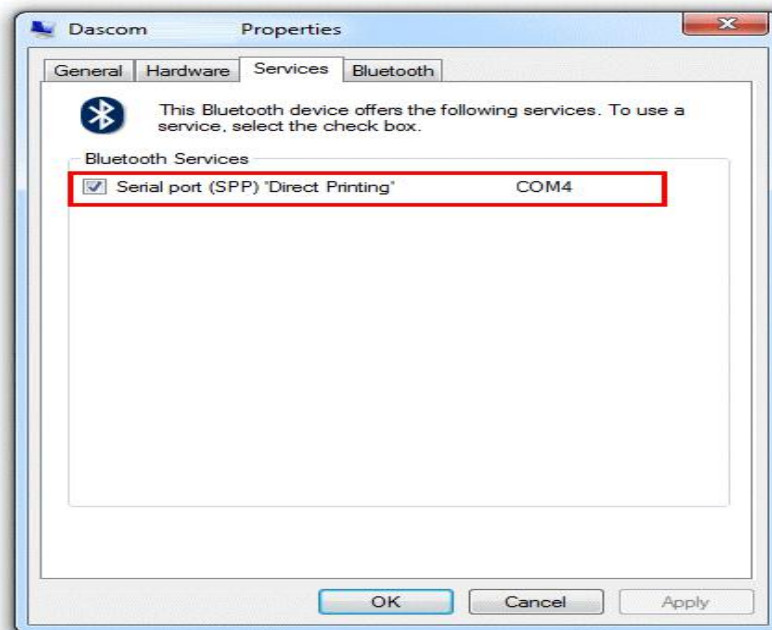 Dascom Properties
General Hardware Services Bluetooth
This Bluetooth device offers the following services. To use a
service, select the check box.
Bluetooth Services
Serial port (SPP) 'Direct Printing' COM4
OK Cancel Apply